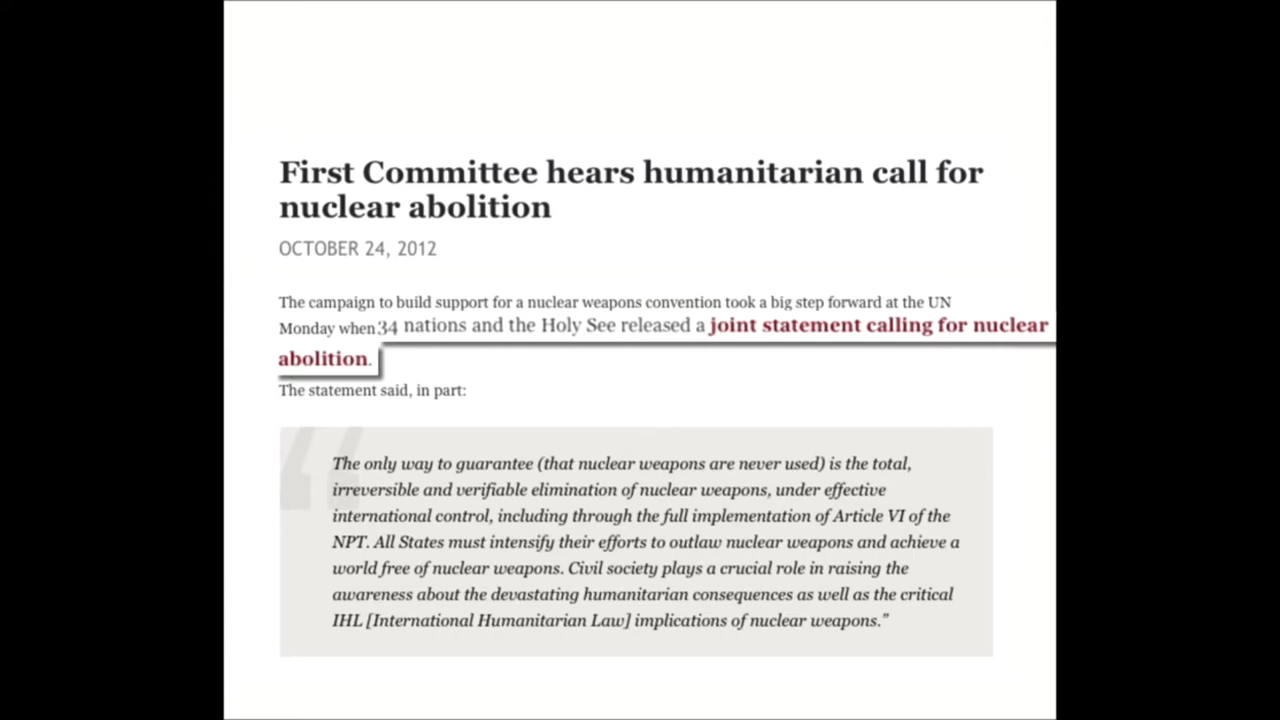 First Committee hears humanitarian call for
nuclear abolition
OCTOBER 24, 2012
The campaign to build support for a nuclear weapons convention took a big step forward at the UN
Monday when 34 nations and the Holy See released a joint statement calling for nuclear
abolition.
The statement said, in part:
“
The only way to guarantee (that nuclear weapons are never used) is the total,
irreversible and verifiable elimination of nuclear weapons, under effective
international control, including through the full implementation of Article VI of the
NPT. All States must intensify their efforts to outlaw nuclear weapons and achieve a
world free of nuclear weapons. Civil society plays a crucial role in raising the
awareness about the devastating humanitarian consequences as well as the critical
IHL [International Humanitarian Law] implications of nuclear weapons.”